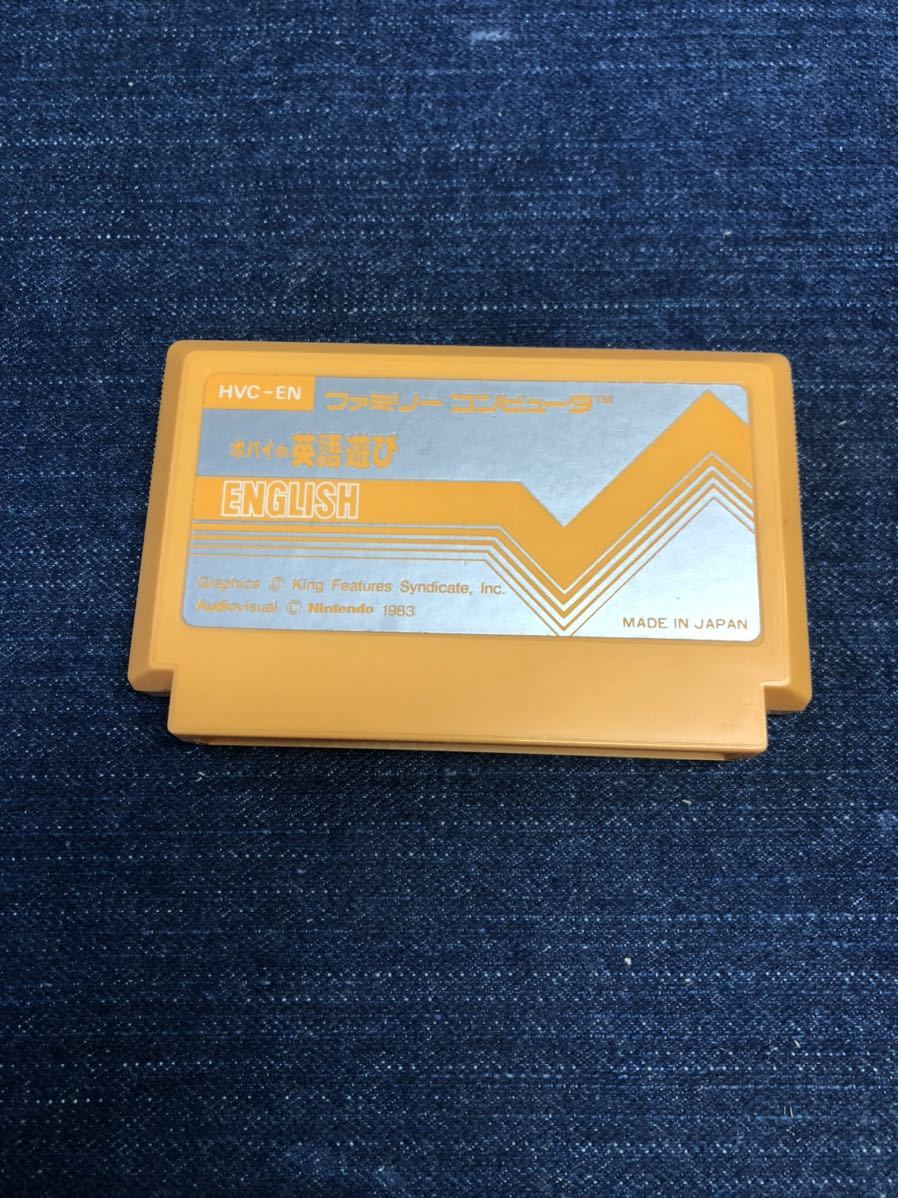 HVC-EN ファミリー コンピュータ™
ポパイの英語遊び
ENGLISH
Graphics © King Features Syndicate, Inc.
Audiovisual © Nintendo 1983
MADE IN JAPAN